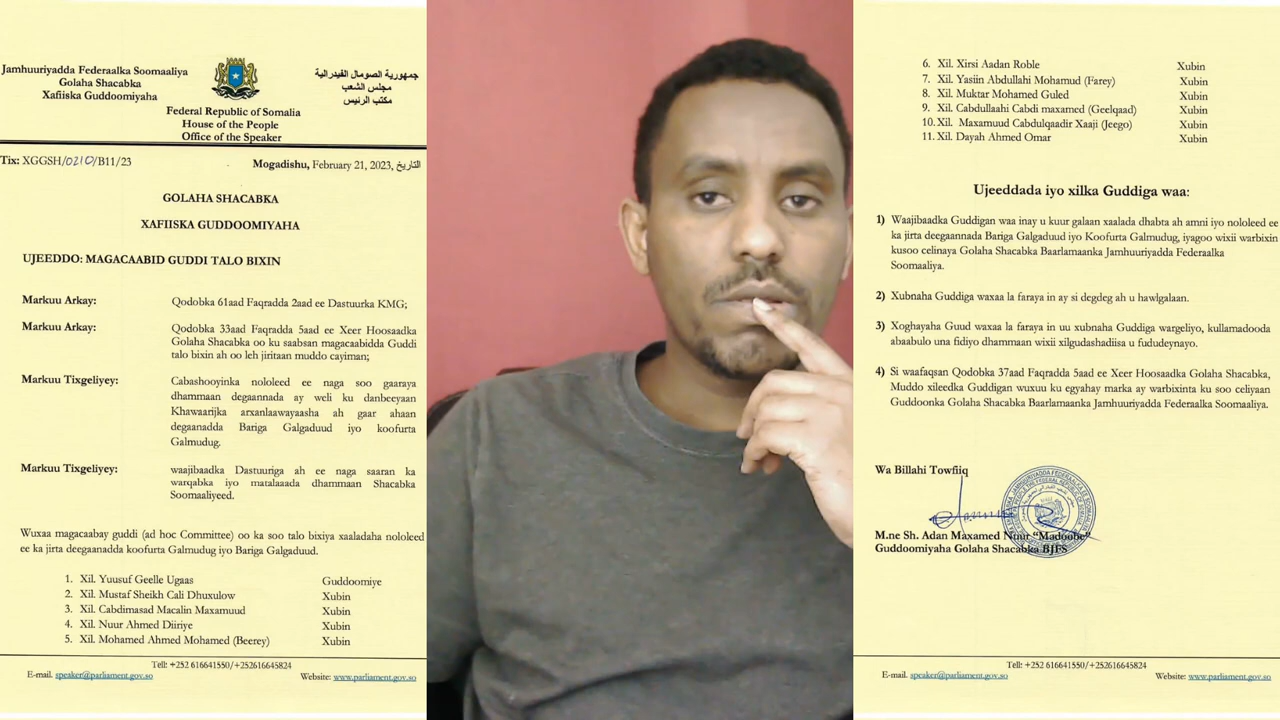 Jamhuuriyadda Federaalka Soomaaliya
Golaha Shacabka
Xafiiska Guddoomiyaha
جمهورية الصومال الفيدرالية
مجلس الشعب
مكتب الرئيس
Federal Republic of Somalia
House of the People
Office of the Speaker
Tix: XGGSH/0210/B11/23
Mogadishu, February 21, 2023, التاريخ
GOLAHA SHACABKA
XAFIISKA GUDDOOMIYAHA
UJEEDDO: MAGACAABID GUDDI TALO BIXIN
Markuu Arkay: Qodobka 61aad Faqradda 2aad ee Dastuurka KMG;
Markuu Arkay: Qodobka 33aad Faqradda 5aad ee Xeer Hoosaadka
Golaha Shacabka oo ku saabsan magacaabidda Guddi
talo bixin ah oo leh jiritaan muddo cayiman;
Markuu Tixgeliyey: Cabashooyinka nololeed ee naga soo gaaraya
dhammaan degaannada ay weli ku danbeeyaan
Khawaarijka arxanlaawayaasha ah gaar ahaan
degaanadda Bariga Galgaduud iyo koofurta
Galmudug.
Markuu Tixgeliyey: waajibaadka Dastuuriga ah ee naga saaran ka
warqabka iyo matalaaada dhammaan Shacabka
Soomaaliyeed.
Wuxaa magacaabay guddi (ad hoc Committee) oo ka soo talo bixiya xaaladaha nololeed
ee ka jirta deegaanadda koofurta Galmudug iyo Bariga Galgaduud.
1. Xil. Yuusuf Geelle Ugaas Guddoomiye
2. Xil. Mustaf Sheikh Cali Dhuxulow Xubin
3. Xil. Cabdimasad Macalin Maxamuud Xubin
4. Xil. Nuur Ahmed Diiriye Xubin
5. Xil. Mohamed Ahmed Mohamed (Beerey) Xubin
Tell: +252 616641550/+252616645824
E-mail. speaker@parliament.gov.so Website: www.parliament.gov.so
6. Xil. Xirsi Aadan Roble Xubin
7. Xil. Yasiin Abdullahi Mohamud (Farey) Xubin
8. Xil. Muktar Mohamed Guled Xubin
9. Xil. Cabdullaahi Cabdi maxamed (Geelqaad) Xubin
10. Xil. Maxamuud Cabdulqaadir Xaaji (Jeego) Xubin
11. Xil. Dayah Ahmed Omar Xubin
Ujeeddada iyo xilka Guddiga waa:
1) Waajibaadka Guddigan waa inay u kuur galaan xaalada dhabta ah amni iyo nololeed ee
ka jirta deegaannada Bariga Galgaduud iyo Koofurta Galmudug, iyagoo wixii warbixin
kusoo celinaya Golaha Shacabka Baarlamaanka Jamhuuriyadda Federaalka
Soomaaliya.
2) Xubnaha Guddiga waxaa la faraya in ay si degdeg ah u hawlgalaan.
3) Xoghayaha Guud waxaa la faraya in uu xubnaha Guddiga wargeliyo, kullamadooda
abaabulo una fidiyo dhammaan wixii xilgudashadiisa u fududeynayo.
4) Si waafaqsan Qodobka 37aad Faqradda 5aad ee Xeer Hoosaadka Golaha Shacabka,
Muddo xileedka Guddigan wuxuu ku egyahay marka ay warbixinta ku soo celiyaan
Guddoonka Golaha Shacabka Baarlamaanka Jamhuuriyadda Federaalka Soomaaliya.
Wa Billahi Towfiiq
M.ne Sh. Adan Maxamed Nuur "Madoobe"
Guddoomiyaha Golaha Shacabka BJFS
Tell: +252 616641550/+252616645824
E-mail. speaker@parliament.gov.so Website: www.parliament.gov.so